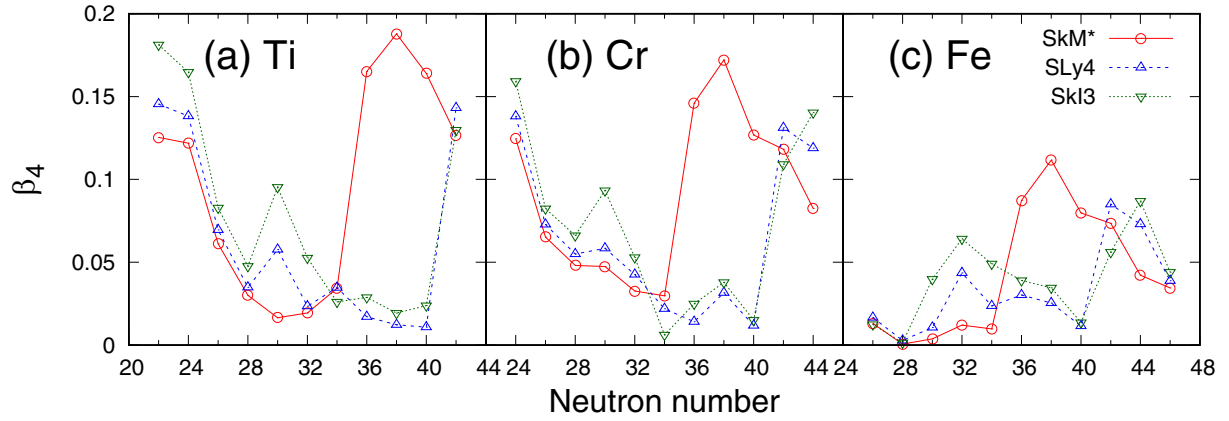 0.2
0.15
0.1
0.05
0
β4
(a) Ti
(b) Cr
(c) Fe
SkM*
SLy4
SkI3
20 24 28 32 36 40 44 24 28 32 36 40 44 24 28 32 36 40 44 48
Neutron number